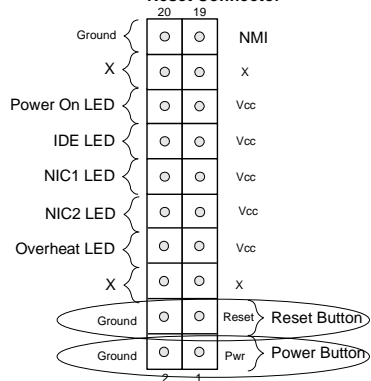 Reset Connector
20 19
Ground NMI
X X
Power On LED Vcc
IDE LED Vcc
NIC1 LED Vcc
NIC2 LED Vcc
Overheat LED Vcc
X X
Ground Reset Reset Button
Ground Pwr Power Button
2 1